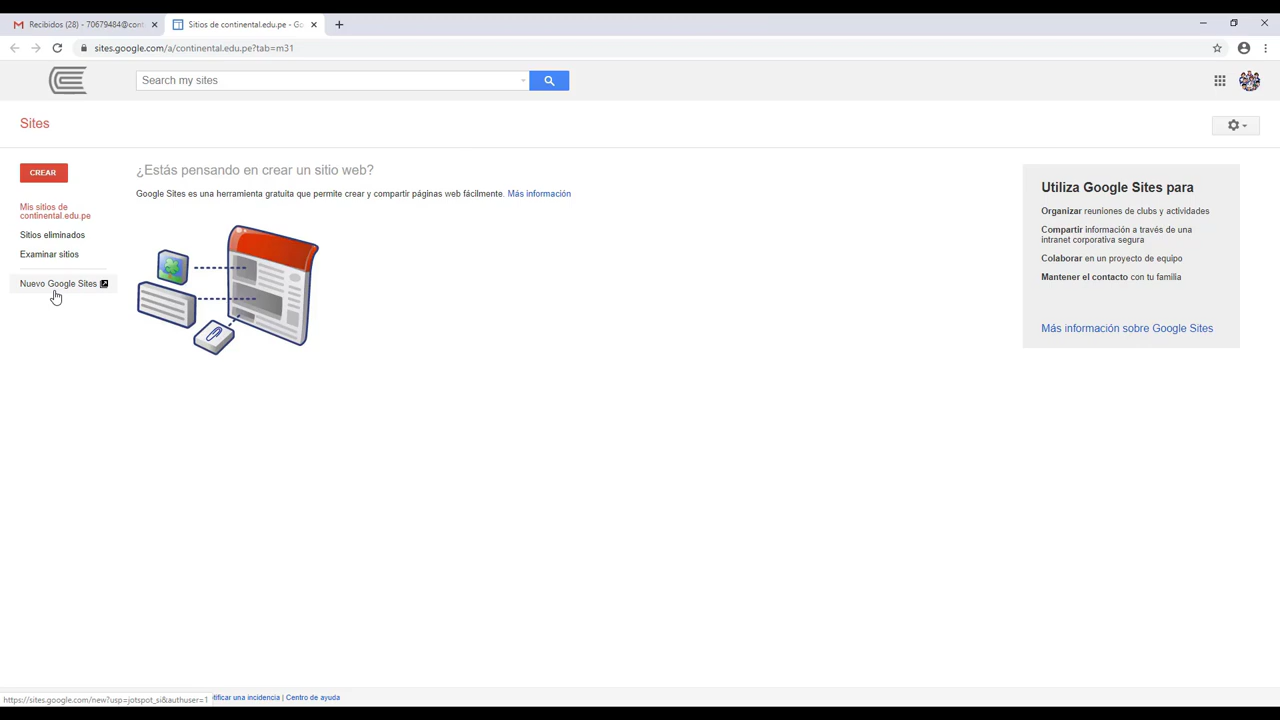 Recibidos (28) - 70679484@cont
Sitios de continental.edu.pe - Go
sites.google.com/a/continental.edu.pe?tab=m31
Search my sites
Sites
CREAR
Mis sitios de
continental.edu.pe
Sitios eliminados
Examinar sitios
Nuevo Google Sites
¿Estás pensando en crear un sitio web?
Google Sites es una herramienta gratuita que permite crear y compartir páginas web fácilmente. Más información
Utiliza Google Sites para
Organizar reuniones de clubs y actividades
Compartir información a través de una
intranet corporativa segura
Colaborar en un proyecto de equipo
Mantener el contacto con tu familia
Más información sobre Google Sites
https://sites.google.com/new?usp=jotspot_si&authuser=1
tificar una incidencia | Centro de ayuda